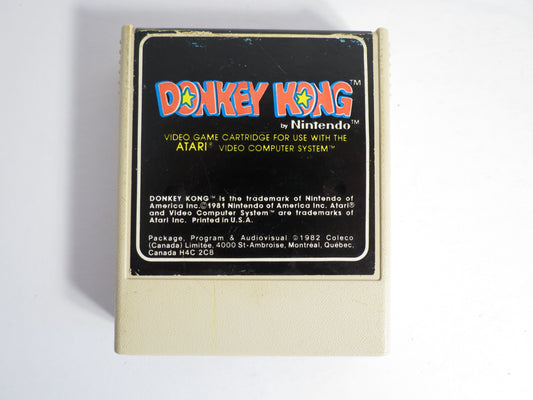 DONKEY KONG™
by Nintendo™
VIDEO GAME CARTRIDGE FOR USE WITH THE
ATARI® VIDEO COMPUTER SYSTEM™
DONKEY KONG™ is the trademark of Nintendo of
America Inc.©1981 Nintendo of America Inc. Atari®
and Video Computer System™ are trademarks of
Atari Inc. Printed in U.S.A.
Package, Program & Audiovisual ©1982 Coleco
(Canada) Limitée, 4000 St-Ambroise, Montréal, Québec,
Canada H4C 2C8